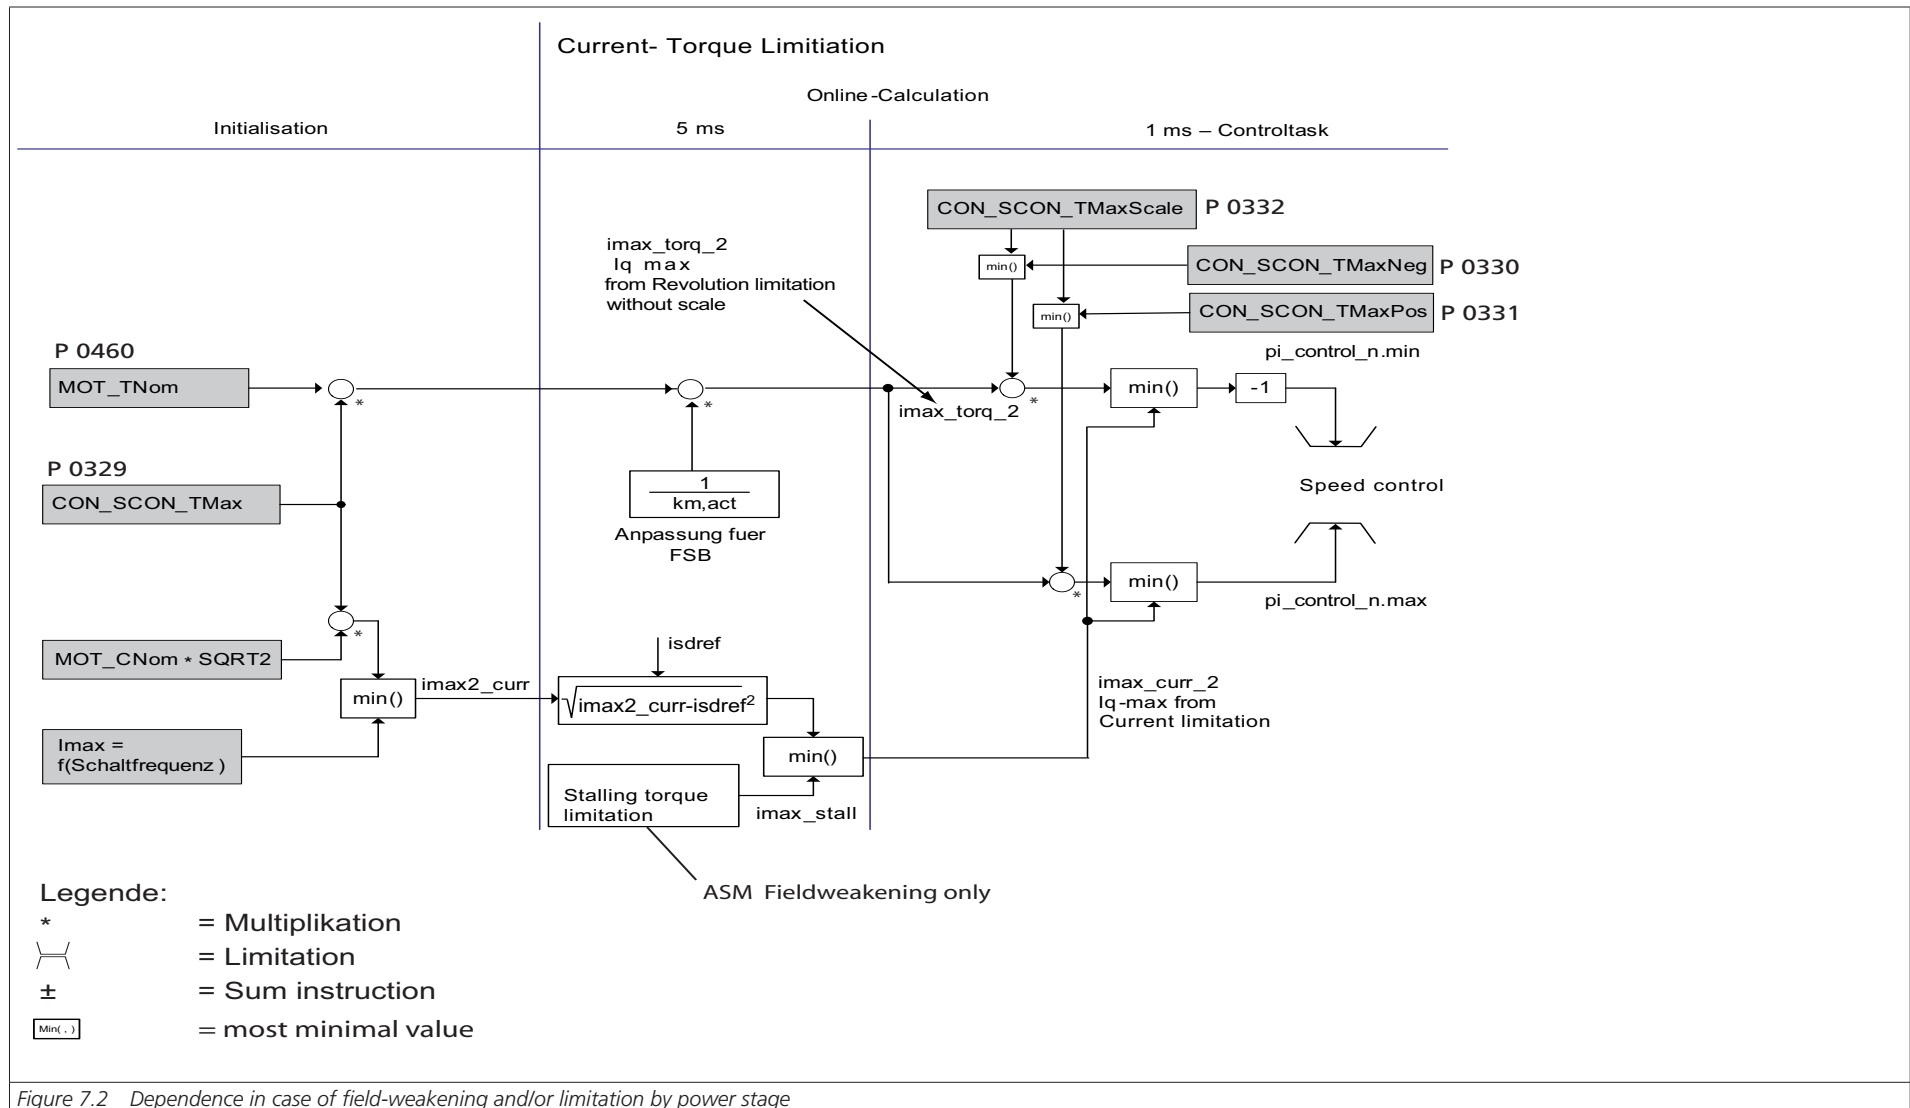 Current- Torque Limitiation
Online-Calculation
Initialisation
5 ms
1 ms – Controltask
CON_SCON_TMaxScale
P 0332
imax_torq_2
Iq max
from Revolution limitation
without scale
min()
CON_SCON_TMaxNeg
P 0330
min()
CON_SCON_TMaxPos
P 0331
pi_control_n.min
P 0460
MOT_TNom
*
*
imax_torq_2
*
min()
-1
P 0329
CON_SCON_TMax
1
km,act
Anpassung fuer
FSB
Speed control
*
min()
pi_control_n.max
*
MOT_CNom * SQRT2
isdref
min()
imax2_curr
√imax2_curr-isdref²
imax_curr_2
Iq-max from
Current limitation
Imax =
f(Schaltfrequenz )
min()
Stalling torque
limitation
imax_stall
ASM Fieldweakening only
Legende:
* = Multiplikation
= Limitation
± = Sum instruction
Min( , ) = most minimal value
Figure 7.2 Dependence in case of field-weakening and/or limitation by power stage